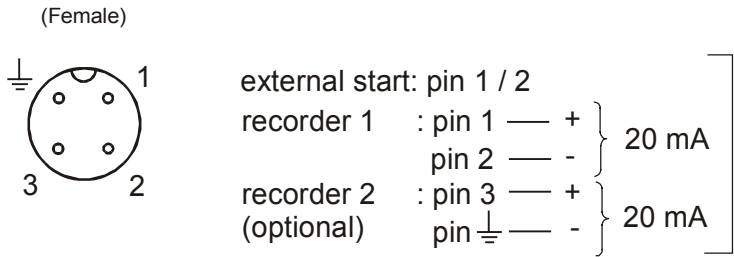 (Female)
⏚ 1
3 2
external start: pin 1 / 2
recorder 1 : pin 1 — +
pin 2 — -
20 mA
recorder 2 : pin 3 — +
(optional) pin ⏚ — -
20 mA